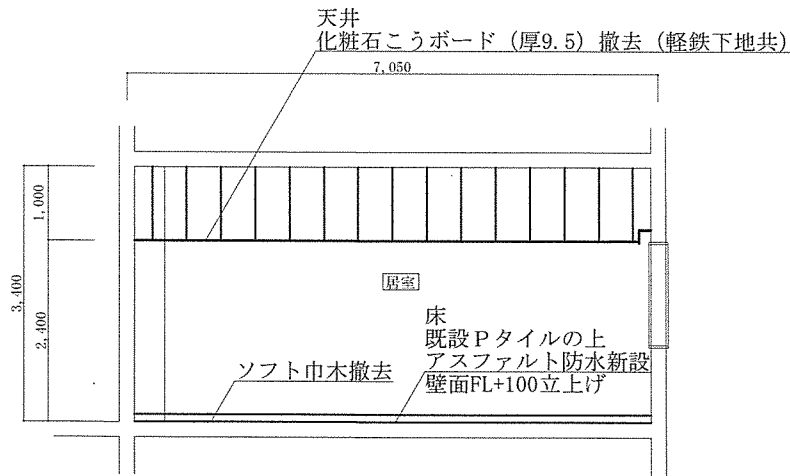 天井
化粧石こうボード (厚9.5) 撤去 (軽鉄下地共)
7,050
1,000
3,400
2,400
居室
床
既設Pタイルの上
アスファルト防水新設
壁面FL+100立上げ
ソフト巾木撤去